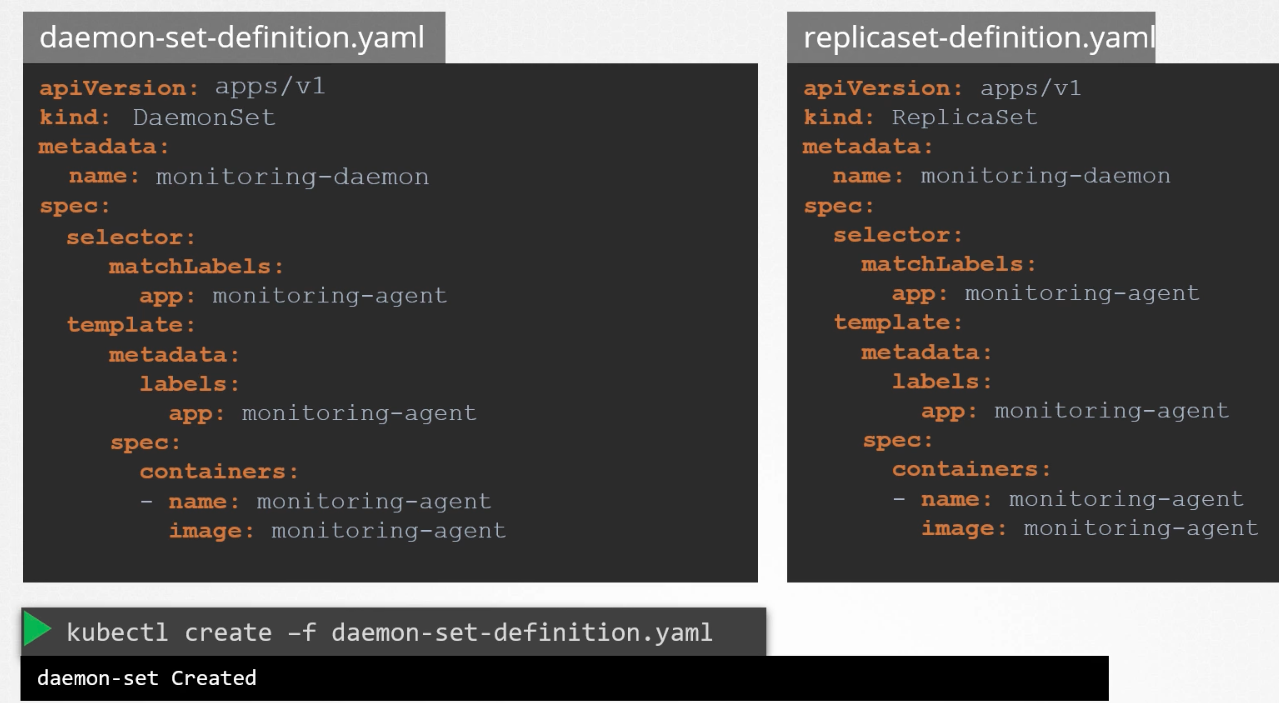 daemon-set-definition.yaml
apiVersion: apps/v1
kind: DaemonSet
metadata:
  name: monitoring-daemon
spec:
  selector:
    matchLabels:
      app: monitoring-agent
  template:
    metadata:
      labels:
        app: monitoring-agent
    spec:
      containers:
      - name: monitoring-agent
        image: monitoring-agent
replicaset-definition.yaml
apiVersion: apps/v1
kind: ReplicaSet
metadata:
  name: monitoring-daemon
spec:
  selector:
    matchLabels:
      app: monitoring-agent
  template:
    metadata:
      labels:
        app: monitoring-agent
    spec:
      containers:
      - name: monitoring-agent
        image: monitoring-agent
kubectl create –f daemon-set-definition.yaml
daemon-set Created